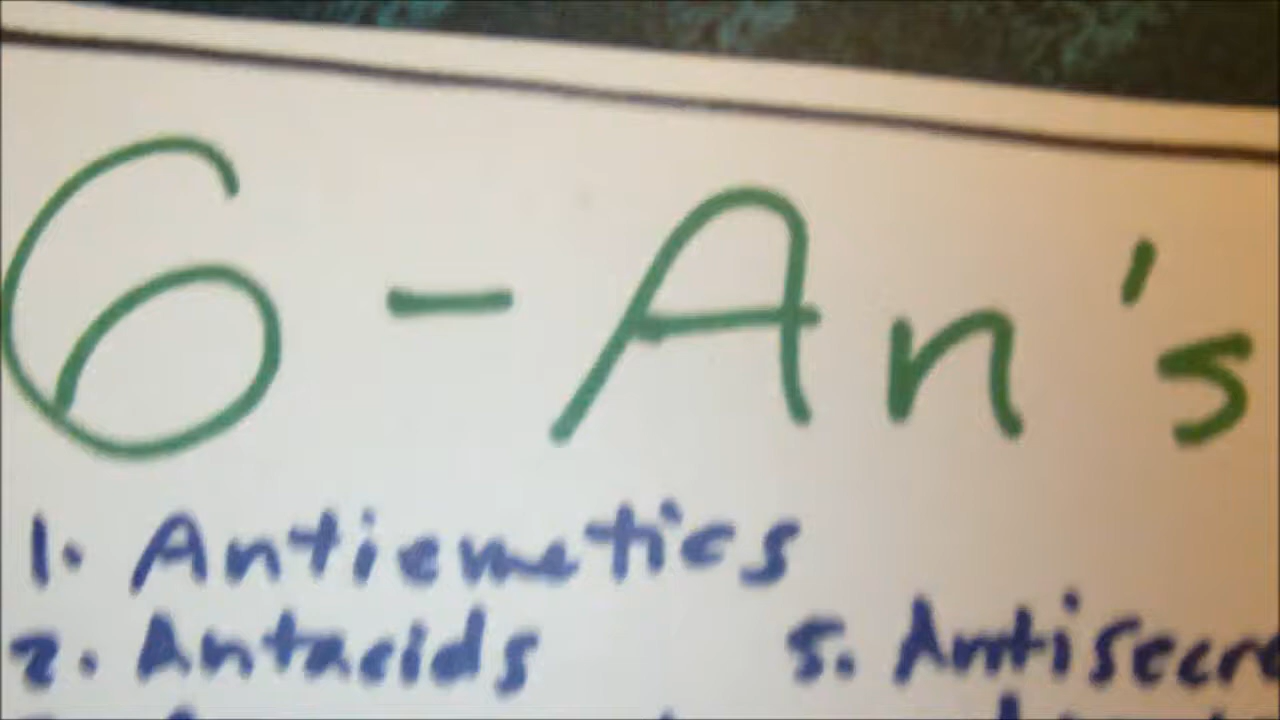 6 - An's
1. Antiemetics
2. Antacids 5. Antisecre